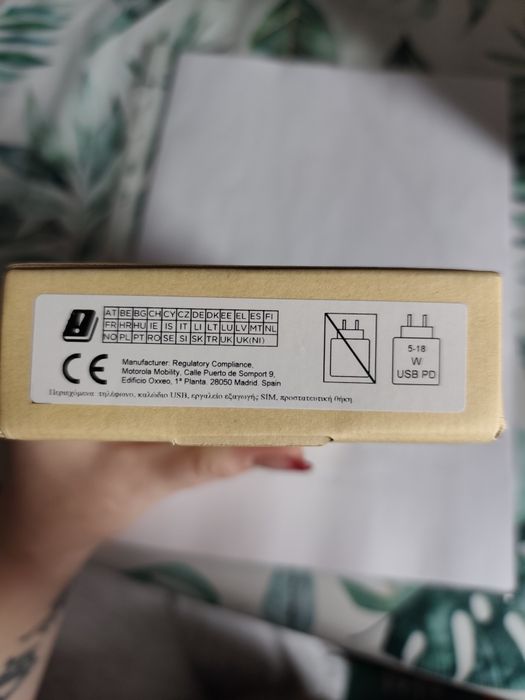 AT BE BG CH CY CZ DE DK EE EL ES FI
FR HR HU IE IS IT LI LT LU LV MT NL
NO PL PT RO SE SI SK TR UK UK(NI)
CE
Manufacturer: Regulatory Compliance,
Motorola Mobility, Calle Puerto de Somport 9,
Edificio Oxxeo, 1ª Planta. 28050 Madrid. Spain
Περιεχόμενα: τηλέφωνο, καλώδιο USB, εργαλείο εξαγωγής SIM, προστατευτική θήκη
5-18
W
USB PD